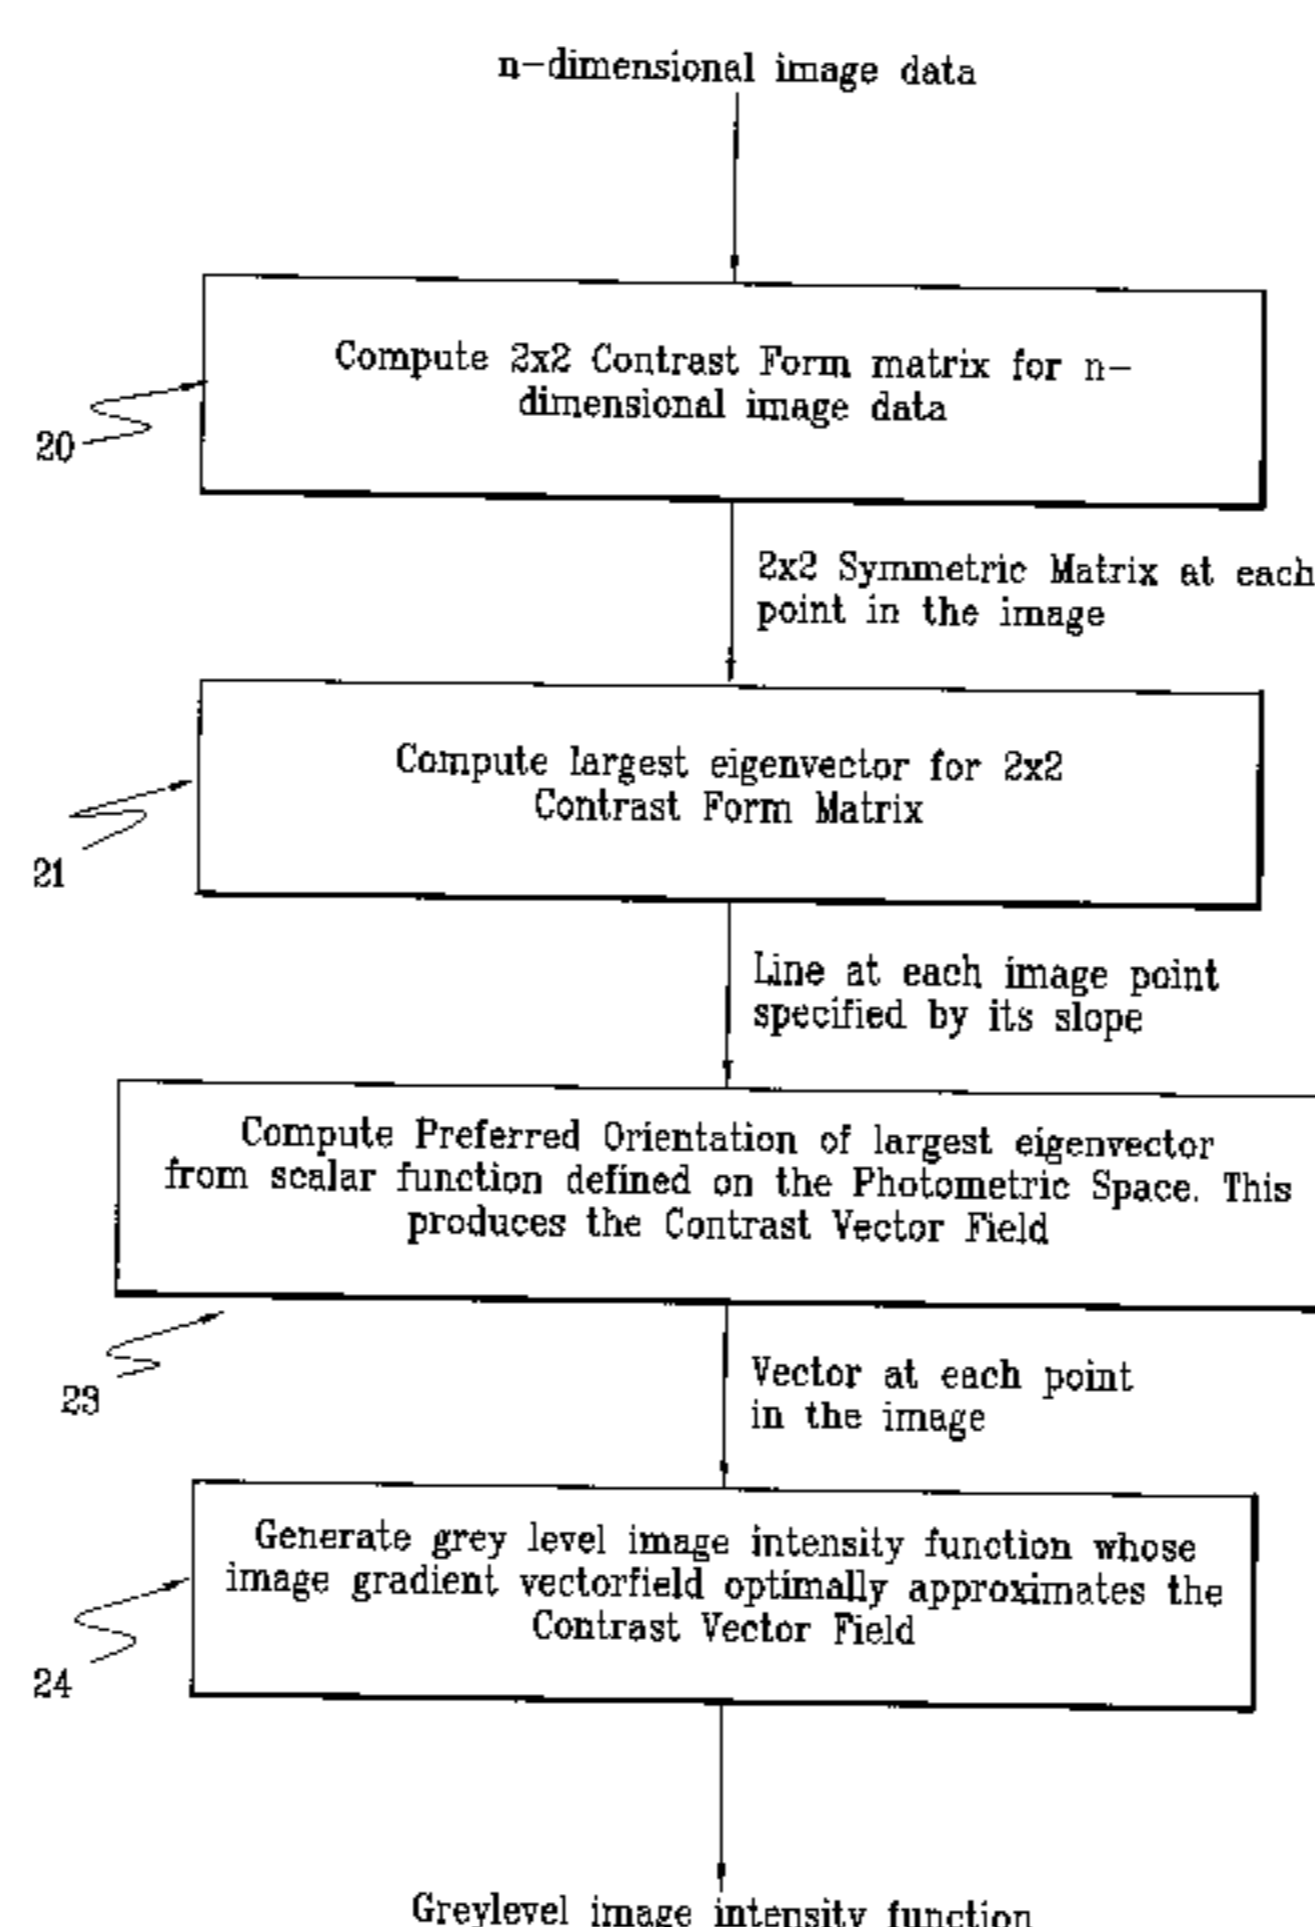 n-dimensional image data
Compute 2x2 Contrast Form matrix for n-
dimensional image data
20
2x2 Symmetric Matrix at each
point in the image
Compute largest eigenvector for 2x2
Contrast Form Matrix
21
Line at each image point
specified by its slope
Compute Preferred Orientation of largest eigenvector
from scalar function defined on the Photometric Space. This
produces the Contrast Vector Field
23
Vector at each point
in the image
Generate grey level image intensity function whose
image gradient vectorfield optimally approximates the
Contrast Vector Field
24
Greylevel image intensity function